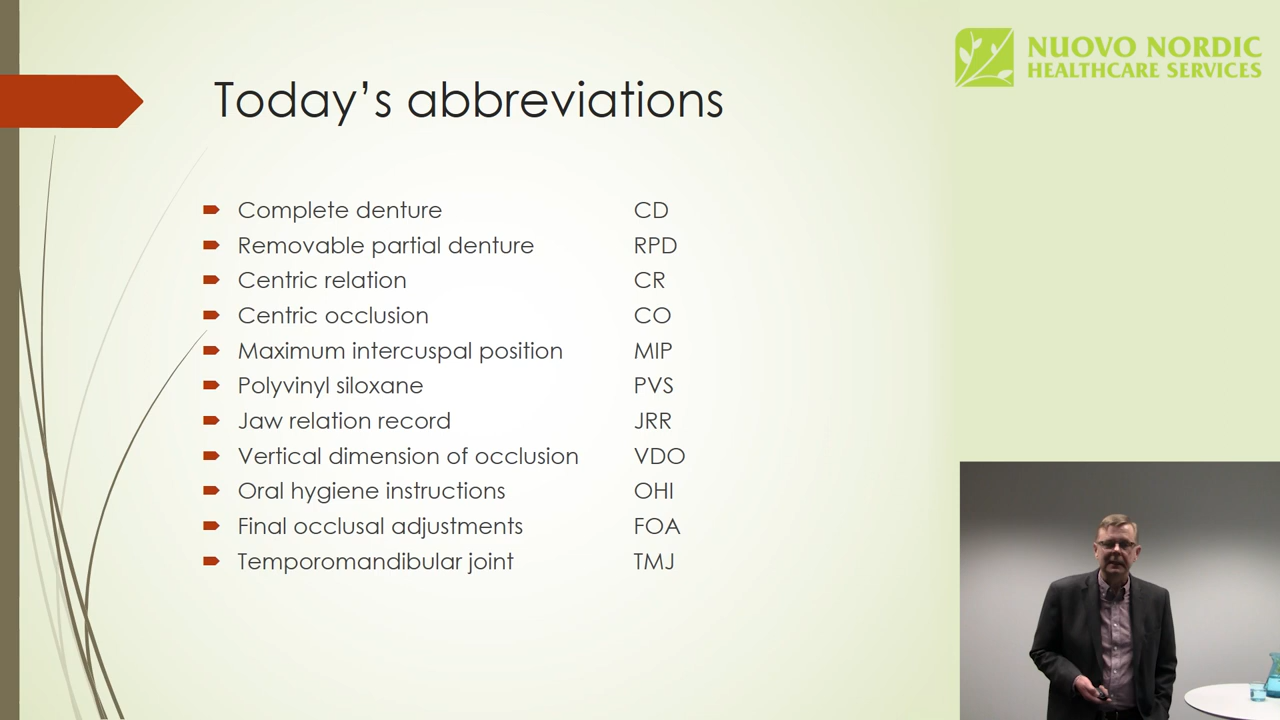 NUOVO NORDIC
HEALTHCARE SERVICES
Today's abbreviations
Complete denture CD
Removable partial denture RPD
Centric relation CR
Centric occlusion CO
Maximum intercuspal position MIP
Polyvinyl siloxane PVS
Jaw relation record JRR
Vertical dimension of occlusion VDO
Oral hygiene instructions OHI
Final occlusal adjustments FOA
Temporomandibular joint TMJ